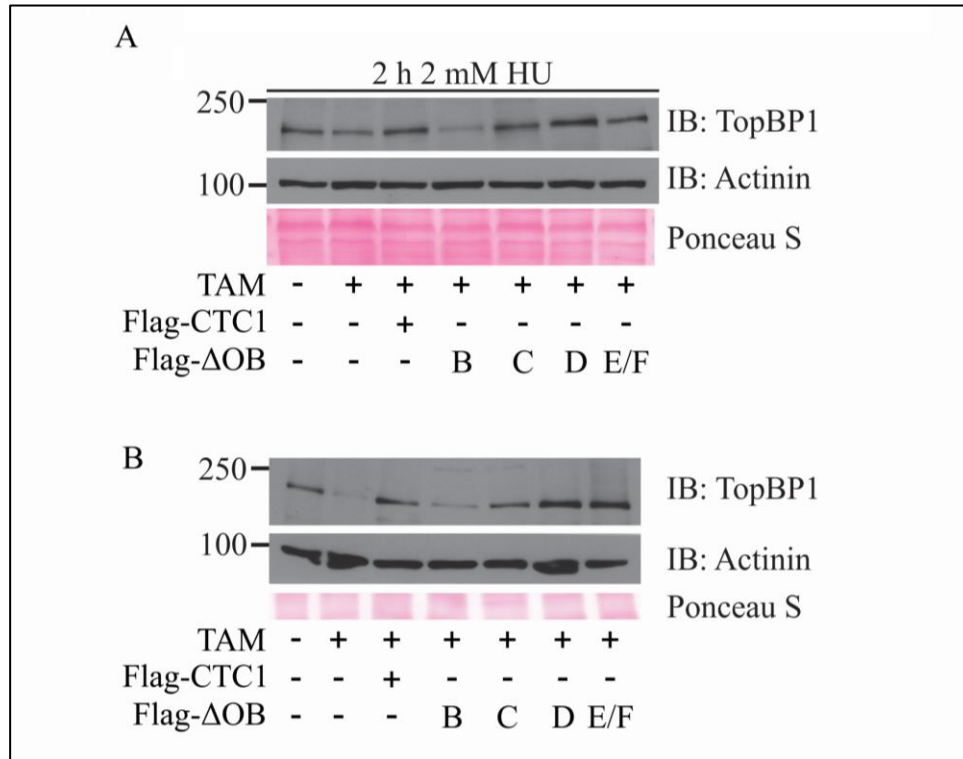 A
2 h 2 mM HU
250
IB: TopBP1
100
IB: Actinin
Ponceau S
TAM - + + + + + +
Flag-CTC1 - - + - - - -
Flag-ΔOB - - - B C D E/F
B
250
IB: TopBP1
100
IB: Actinin
Ponceau S
TAM - + + + + + +
Flag-CTC1 - - + - - - -
Flag-ΔOB - - - B C D E/F